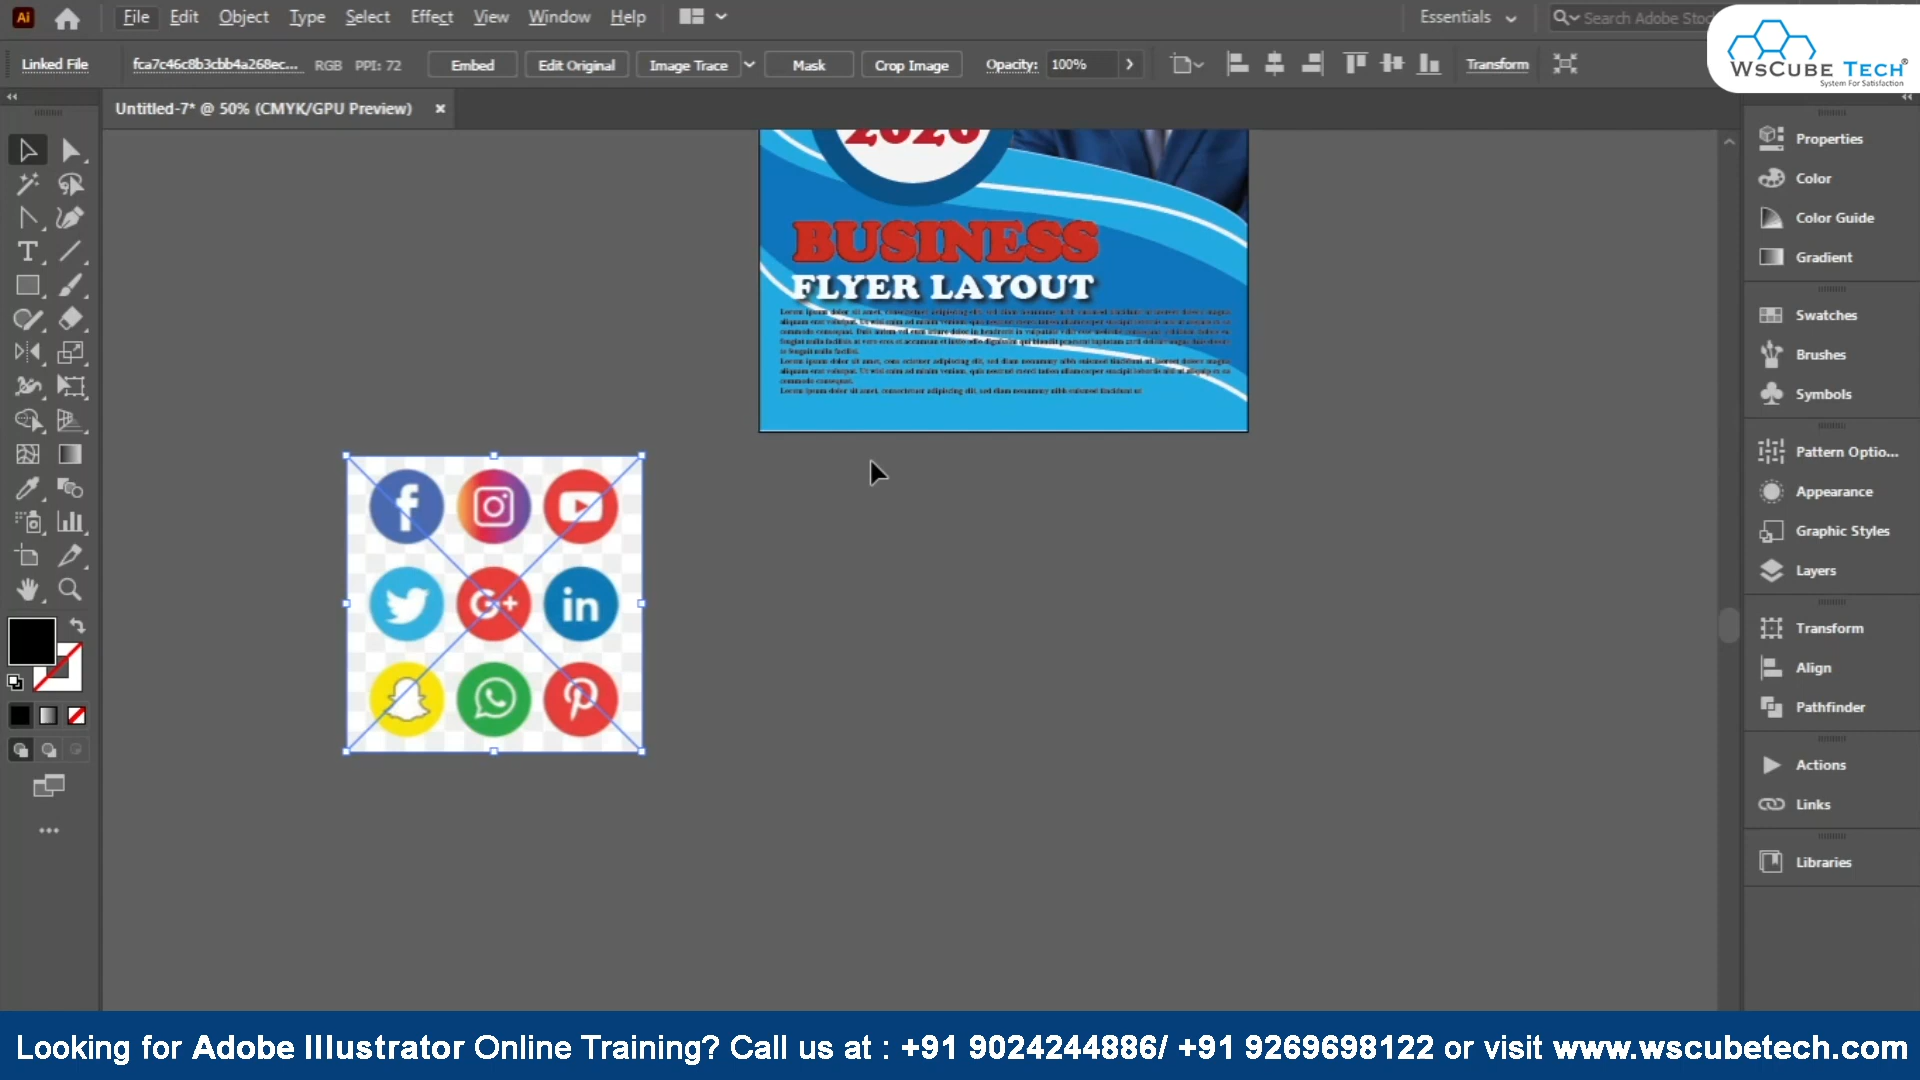 File Edit Object Type Select Effect View Window Help
Essentials
Search Adobe Stoc
WsCube Tech®
System For Satisfaction
Linked File fca7c46c8b3cbb4a268ec... RGB PPI: 72 Embed Edit Original Image Trace Mask Crop Image Opacity: 100% Transform
Untitled-7* @ 50% (CMYK/GPU Preview) ×
2020
BUSINESS
FLYER LAYOUT
Properties
Color
Color Guide
Gradient
Swatches
Brushes
Symbols
Pattern Optio...
Appearance
Graphic Styles
Layers
Transform
Align
Pathfinder
Actions
Links
Libraries
Looking for Adobe Illustrator Online Training? Call us at : +91 9024244886/ +91 9269698122 or visit www.wscubetech.com